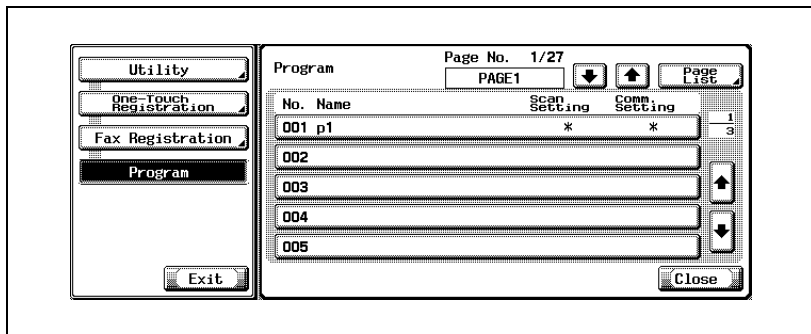 Utility
One-Touch
Registration
Fax Registration
Program
Exit
Program
Page No. 1/27
PAGE1
Page
List
No. Name
Scan
Setting
Comm.
Setting
001 p1 * *
1
3
002
003
004
005
Close